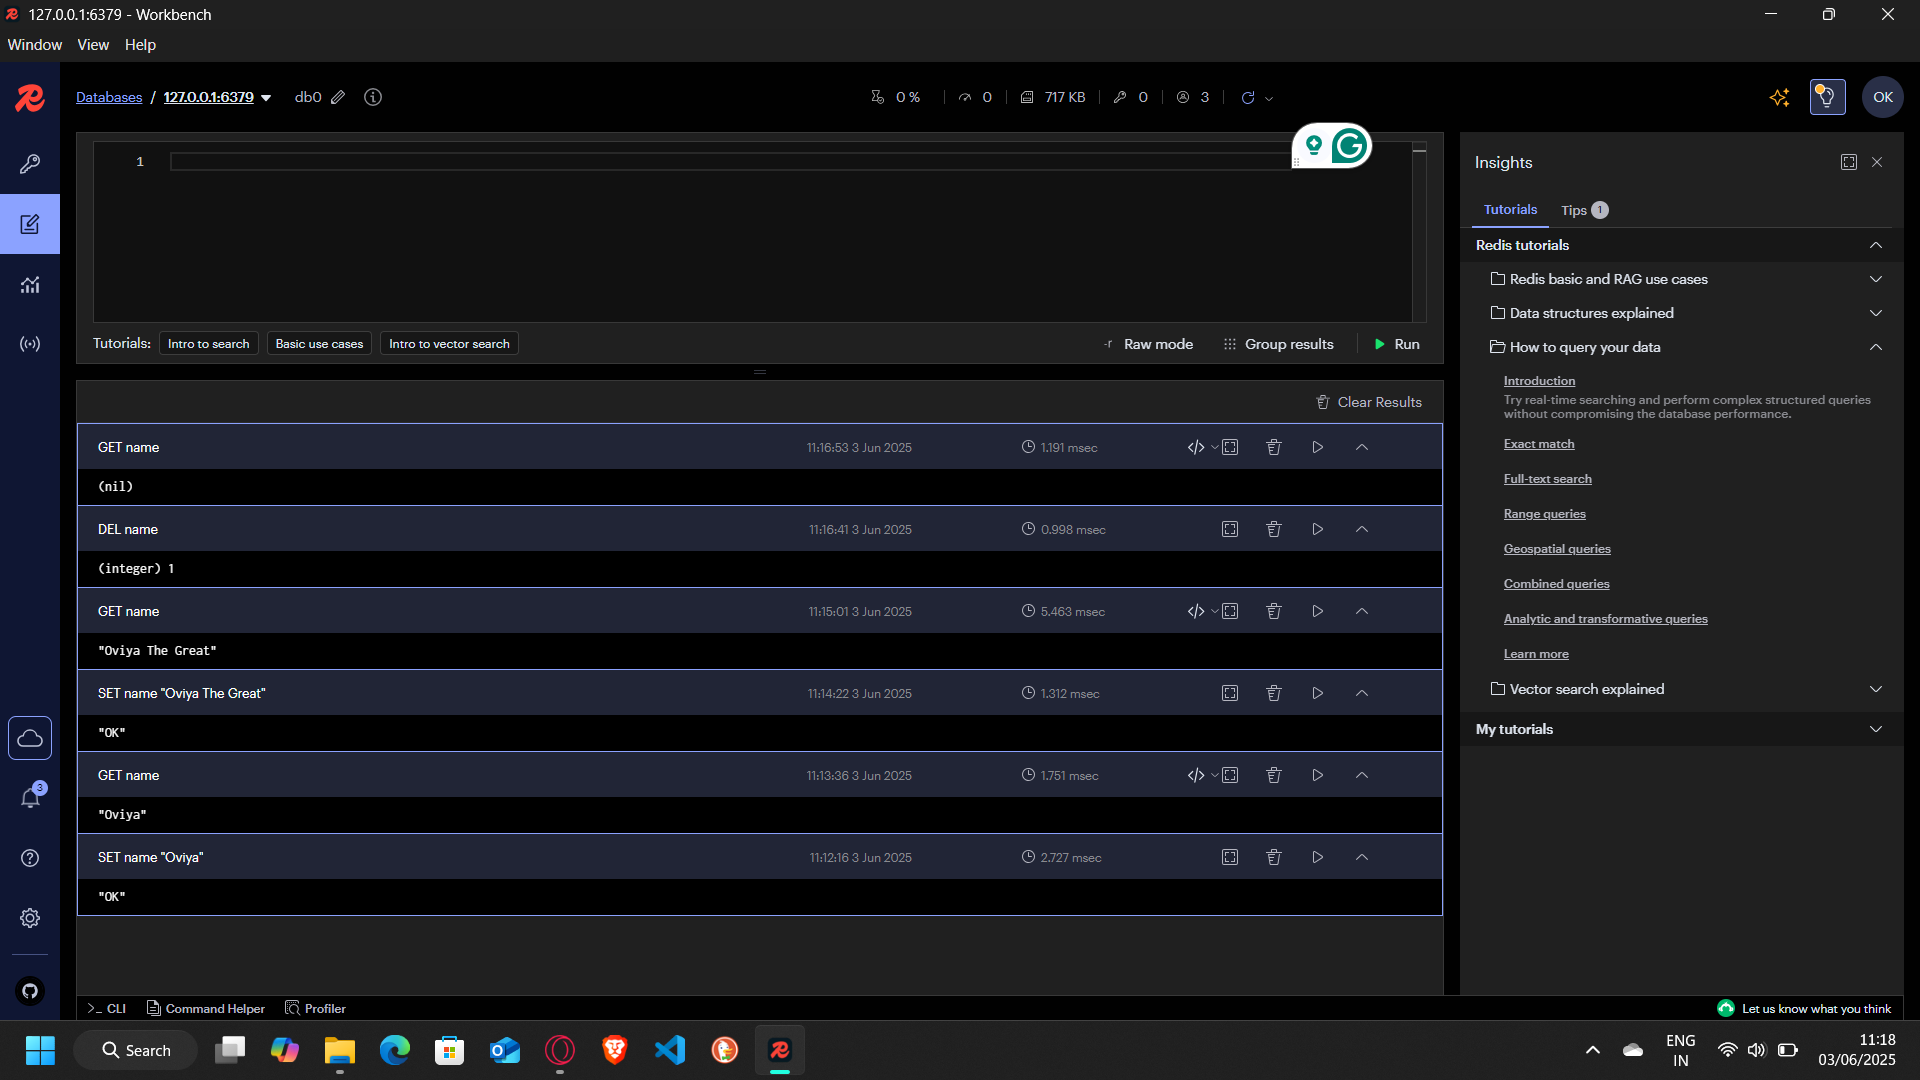 127.0.0.1:6379 - Workbench
Window View Help
Databases / 127.0.0.1:6379 db0 0 % 0 717 KB 0 3 OK
1
Tutorials: Intro to search Basic use cases Intro to vector search -r Raw mode Group results Run
Clear Results
GET name 11:16:53 3 Jun 2025 1.191 msec
(nil)
DEL name 11:16:41 3 Jun 2025 0.998 msec
(integer) 1
GET name 11:15:01 3 Jun 2025 5.463 msec
"Oviya The Great"
SET name "Oviya The Great" 11:14:22 3 Jun 2025 1.312 msec
"OK"
GET name 11:13:36 3 Jun 2025 1.751 msec
"Oviya"
SET name "Oviya" 11:12:16 3 Jun 2025 2.727 msec
"OK"
Insights
Tutorials Tips 1
Redis tutorials
Redis basic and RAG use cases
Data structures explained
How to query your data
Introduction
Try real-time searching and perform complex structured queries
without compromising the database performance.
Exact match
Full-text search
Range queries
Geospatial queries
Combined queries
Analytic and transformative queries
Learn more
Vector search explained
My tutorials
3
>_ CLI Command Helper Profiler Let us know what you think
Search
ENG
IN
11:18
03/06/2025